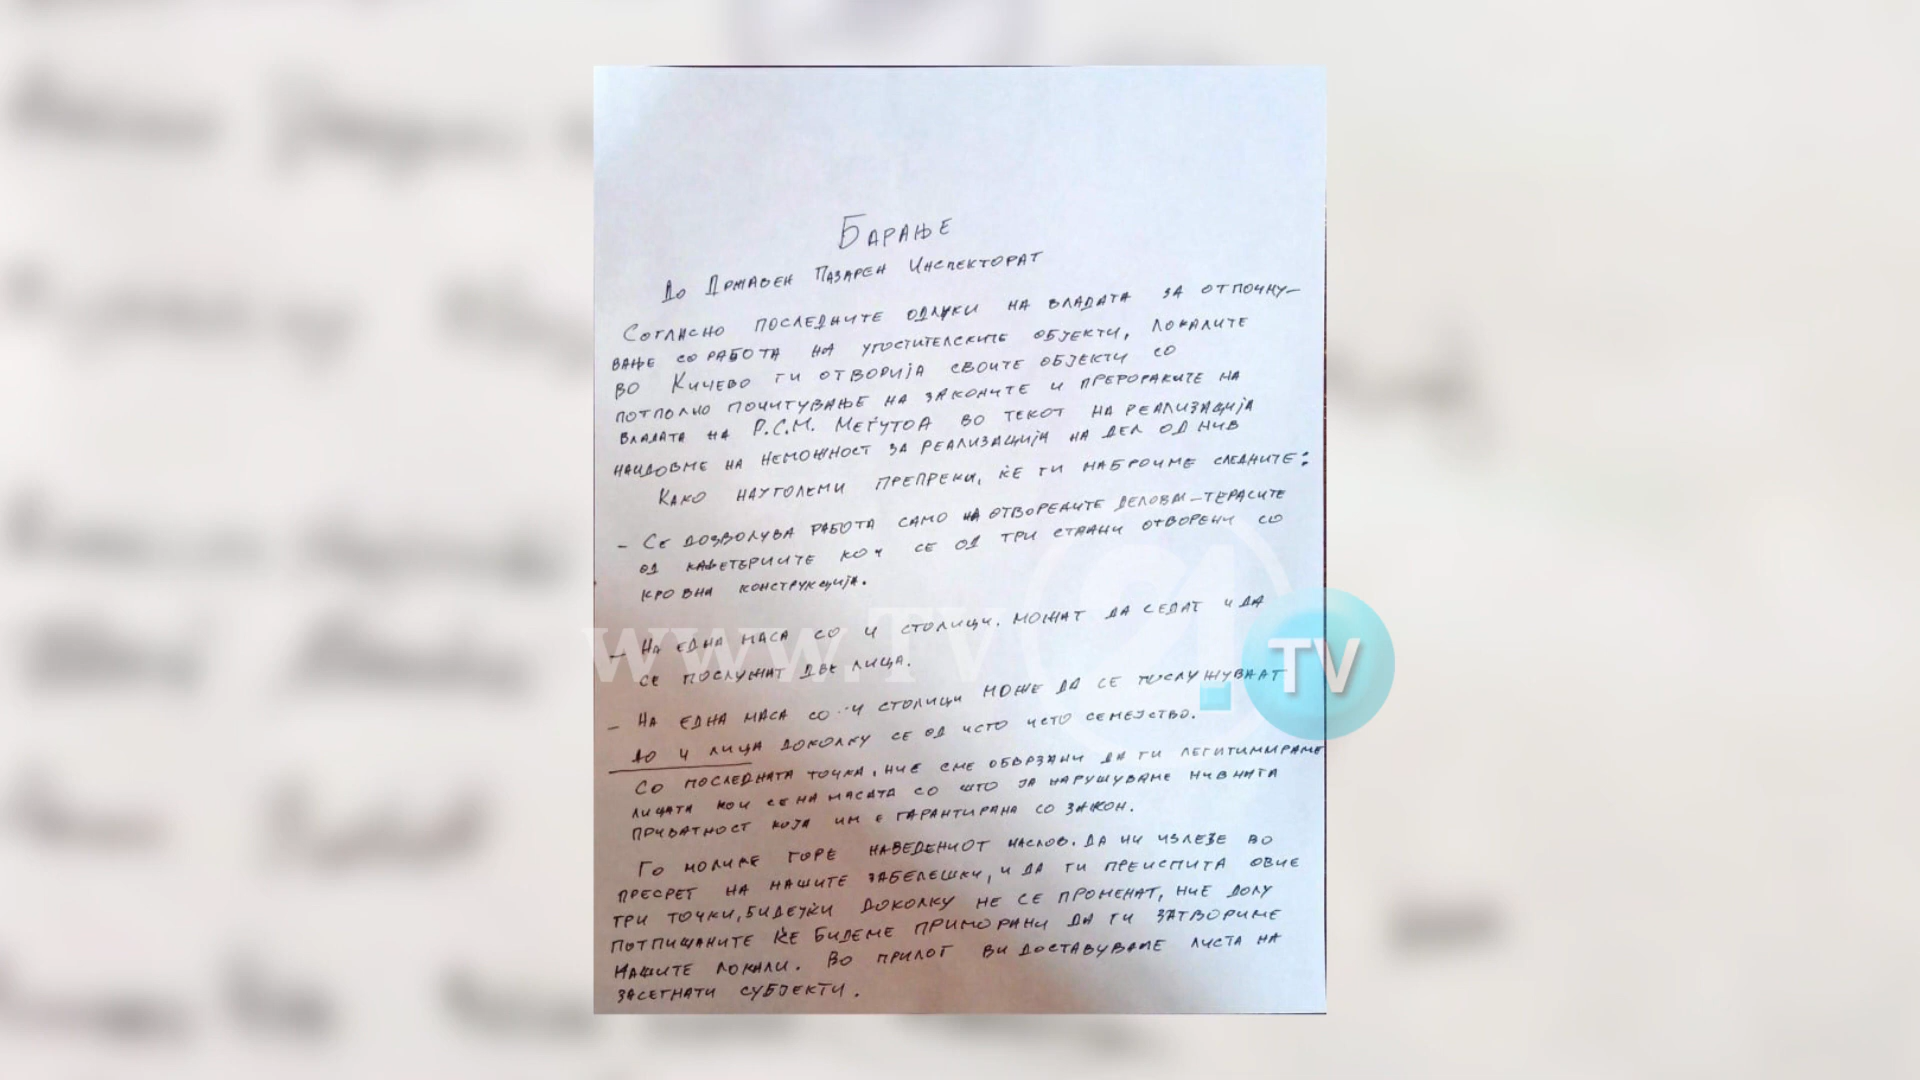 Барање
До Државен Пазарен Инспекторат
Согласно последните одлуки на владата за отпочну-
вање со работа на угостителските објекти, локалите
во Кичево ги отворија своите објекти со
потполно почитување на законите и препораките на
владата на Р.С.М. Меѓутоа во текот на реализација
наидовме на неможност за реализација на дел од нив
Како најголеми препреки, ќе ги наброиме следните:
- Се дозволува работа само на отворените делови-терасите
од кафетериите кои се од три страни отворени со
кровна конструкција.
- На една маса со 4 столици. можат да седат и да
се послужат две лица.
- На една маса со 4 столици може да се послужуваат
до 4 лица доколку се од исто исто семејство.
Со последната точка, ние сме обврзани да ги легитимираме
лицата кои се на масата со што ја нарушуваме нивната
приватност која им е гарантирана со закон.
Го молиме горе наведениот наслов. да ни излезе во
пресрет на нашите забелешки, и да ги преиспита овие
три точки, бидејќи доколку не се променат, ние долу
потпишаните ќе бидеме приморани да ги затвориме
нашите локали. Во прилог ви доставуваме листа на
засегнати субјекти.
www.TV
TV